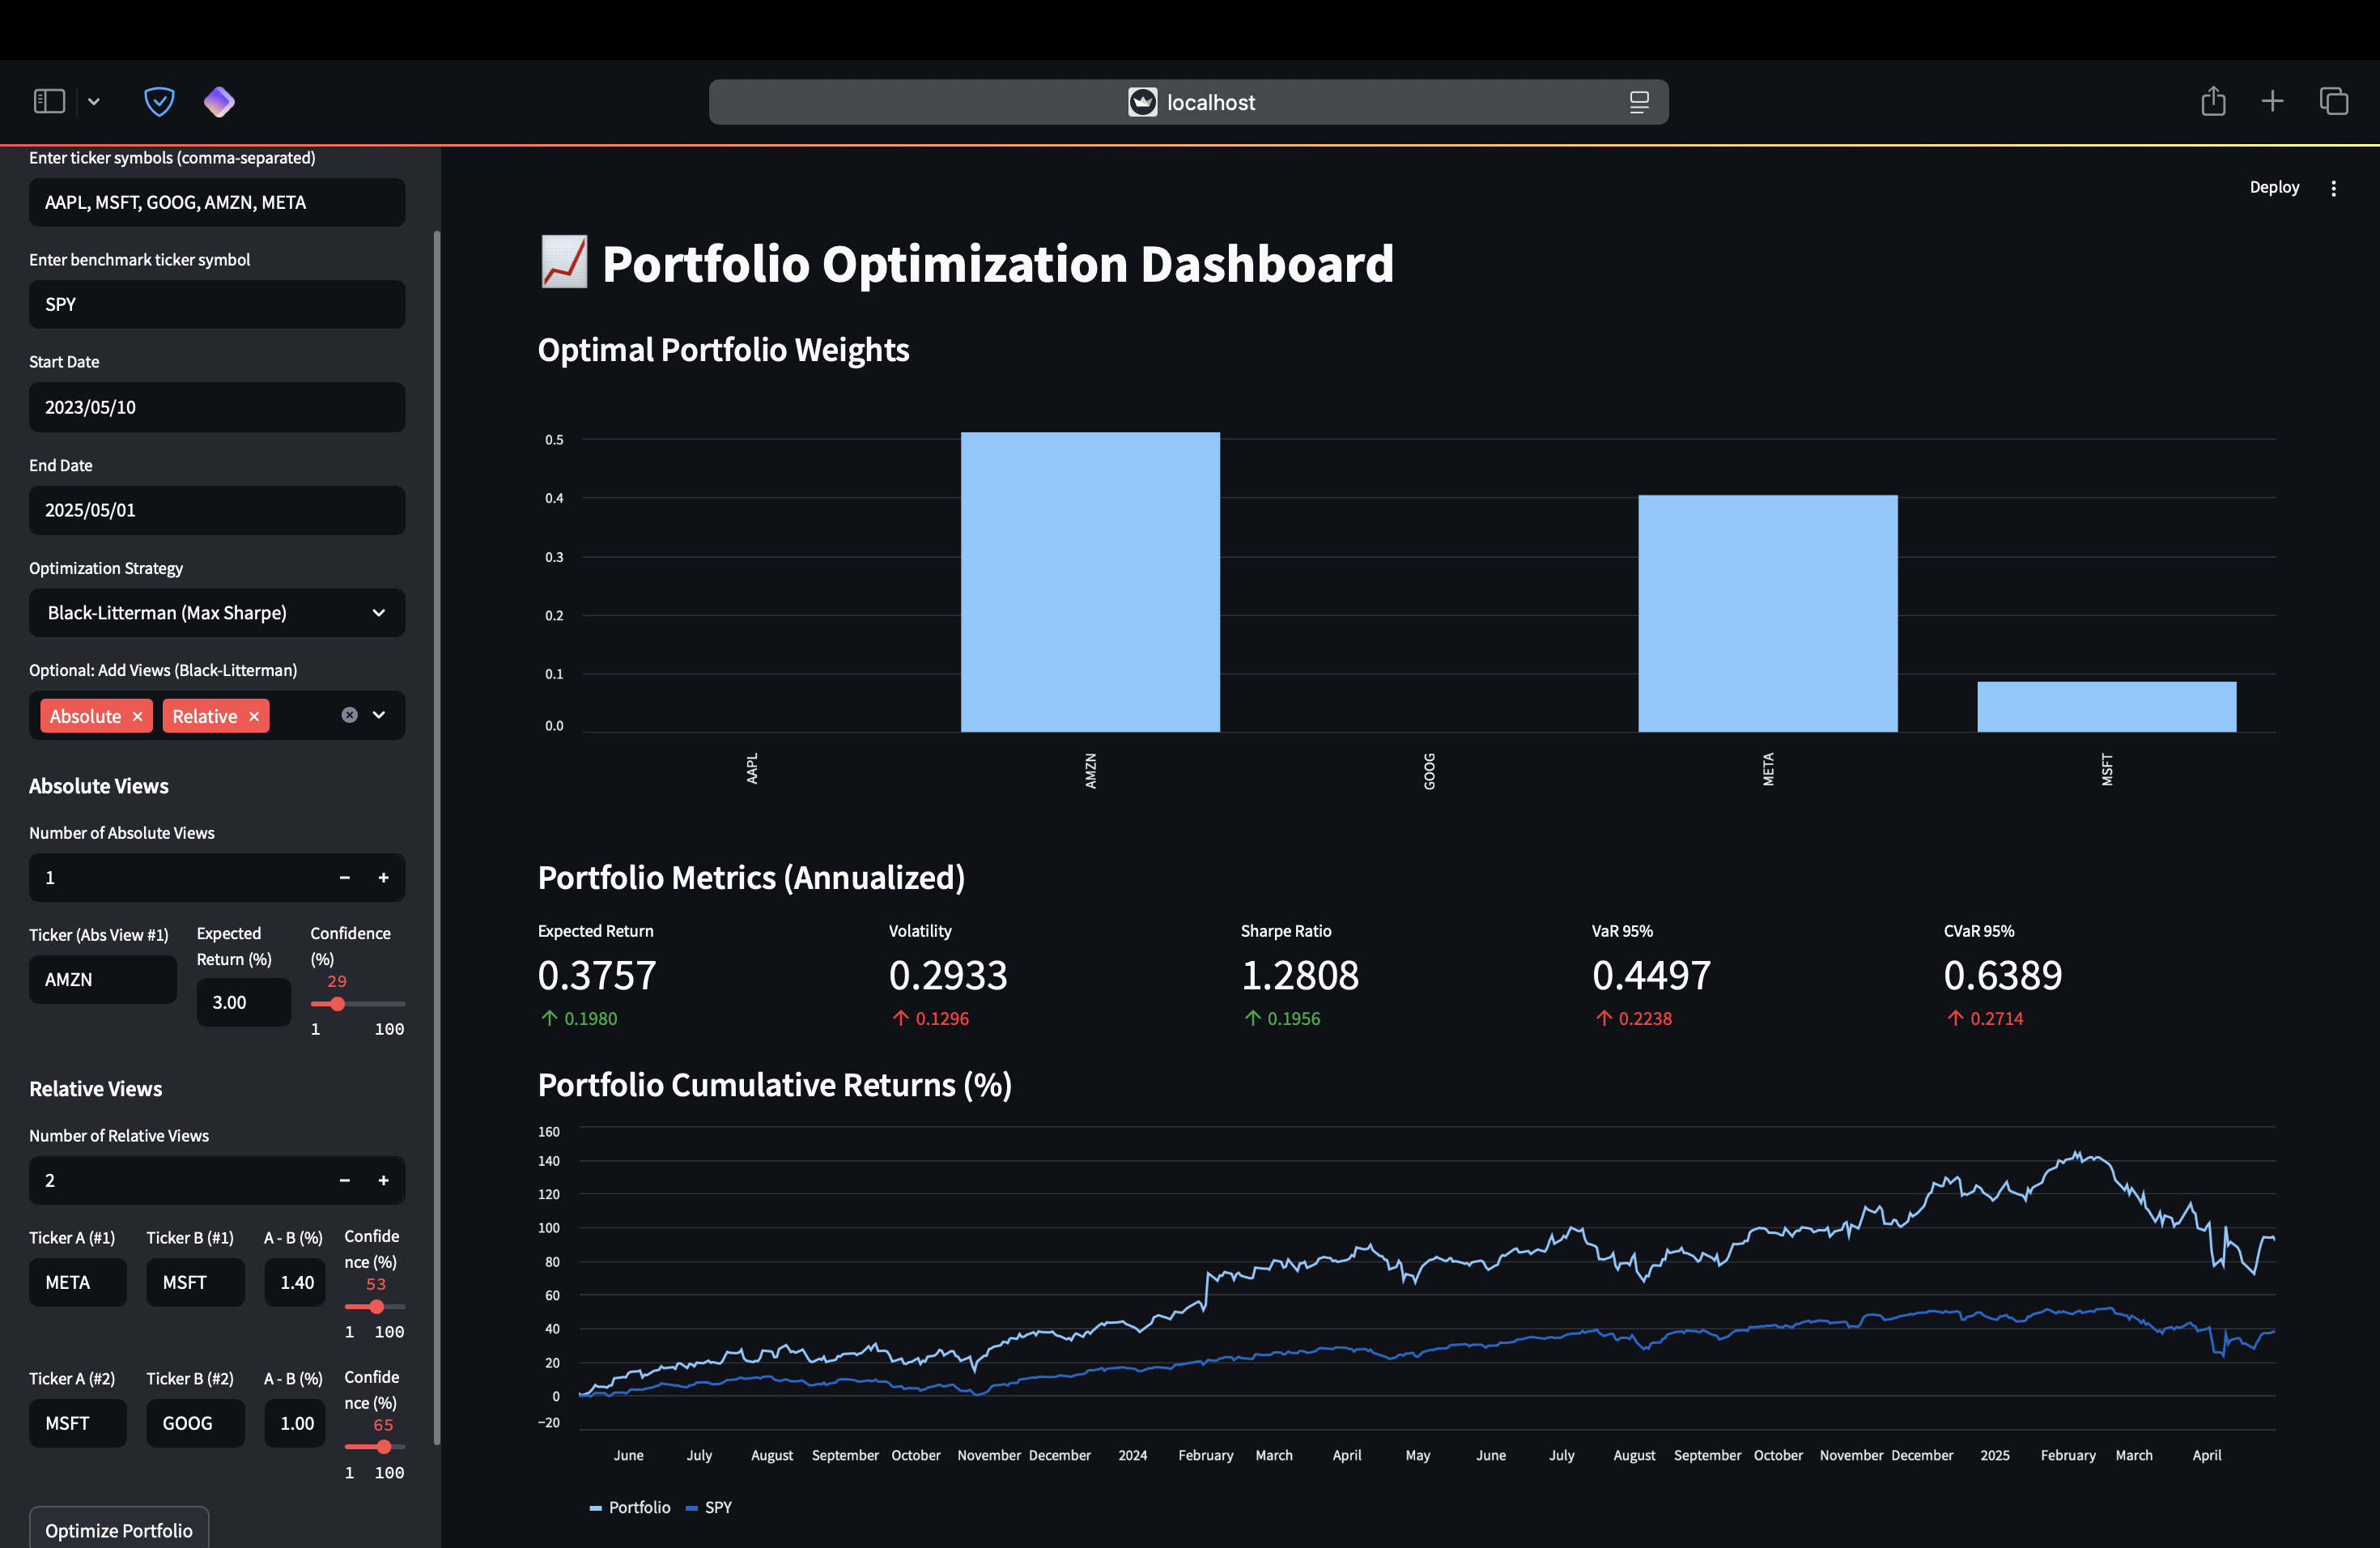 localhost
Enter ticker symbols (comma-separated)
AAPL, MSFT, GOOG, AMZN, META
Enter benchmark ticker symbol
SPY
Start Date
2023/05/10
End Date
2025/05/01
Optimization Strategy
Black-Litterman (Max Sharpe)
Optional: Add Views (Black-Litterman)
Absolute × Relative ×
Absolute Views
Number of Absolute Views
1 − +
Ticker (Abs View #1)
AMZN
Expected
Return (%)
3.00
Confidence
(%)
29
1 100
Relative Views
Number of Relative Views
2 − +
Ticker A (#1) Ticker B (#1) A - B (%) Confide
nce (%)
META MSFT 1.40
53
1 100
Ticker A (#2) Ticker B (#2) A - B (%) Confide
nce (%)
MSFT GOOG 1.00
65
1 100
Optimize Portfolio
Deploy
📈 Portfolio Optimization Dashboard
Optimal Portfolio Weights
0.5
0.4
0.3
0.2
0.1
0.0
AAPL AMZN GOOG META MSFT
Portfolio Metrics (Annualized)
Expected Return Volatility Sharpe Ratio VaR 95% CVaR 95%
0.3757 0.2933 1.2808 0.4497 0.6389
↑ 0.1980 ↑ 0.1296 ↑ 0.1956 ↑ 0.2238 ↑ 0.2714
Portfolio Cumulative Returns (%)
160
140
120
100
80
60
40
20
0
−20
June July August September October November December 2024 February March April May June July August September October November December 2025 February March April
Portfolio SPY